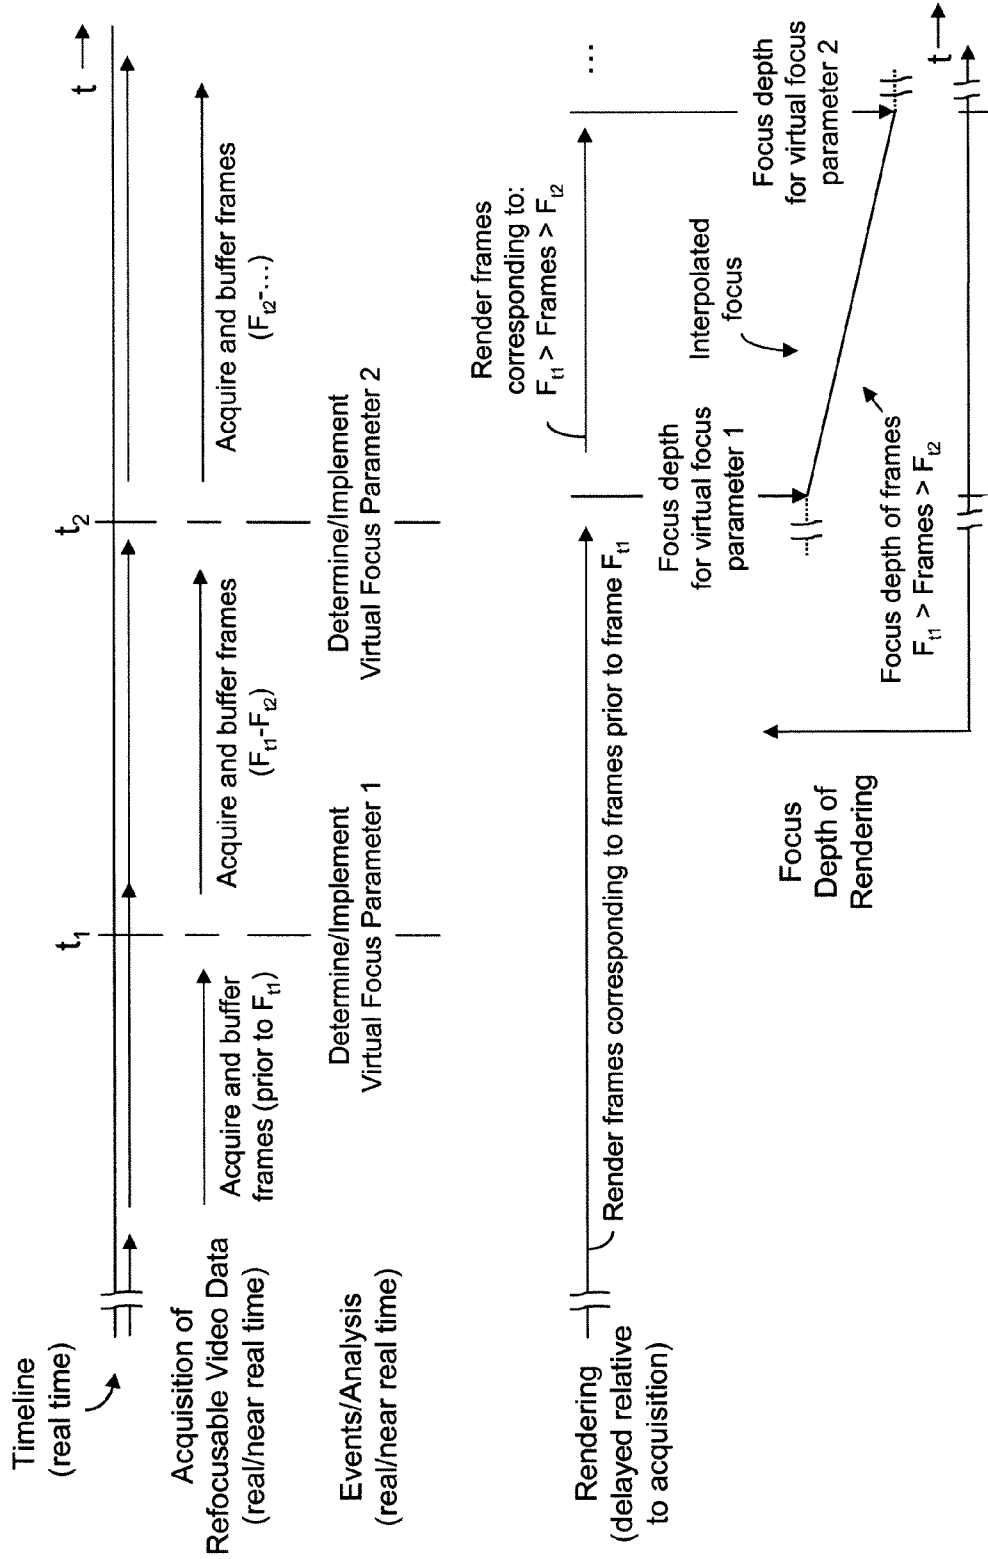 Timeline
(real time)
t
t1
t2
Acquisition of
Refocusable Video Data
(real/near real time)
Acquire and buffer
frames (prior to Ft1)
Acquire and buffer frames
(Ft1-Ft2)
Acquire and buffer frames
(Ft2-...)
Events/Analysis
(real/near real time)
Determine/Implement
Virtual Focus Parameter 1
Determine/Implement
Virtual Focus Parameter 2
Rendering
(delayed relative
to acquisition)
Render frames corresponding to frames prior to frame Ft1
Render frames
corresponding to:
Ft1 > Frames > Ft2
...
Focus depth
for virtual focus
parameter 1
Focus depth
for virtual focus
parameter 2
Interpolated
focus
Focus
Depth of
Rendering
Focus depth of frames
Ft1 > Frames > Ft2
t